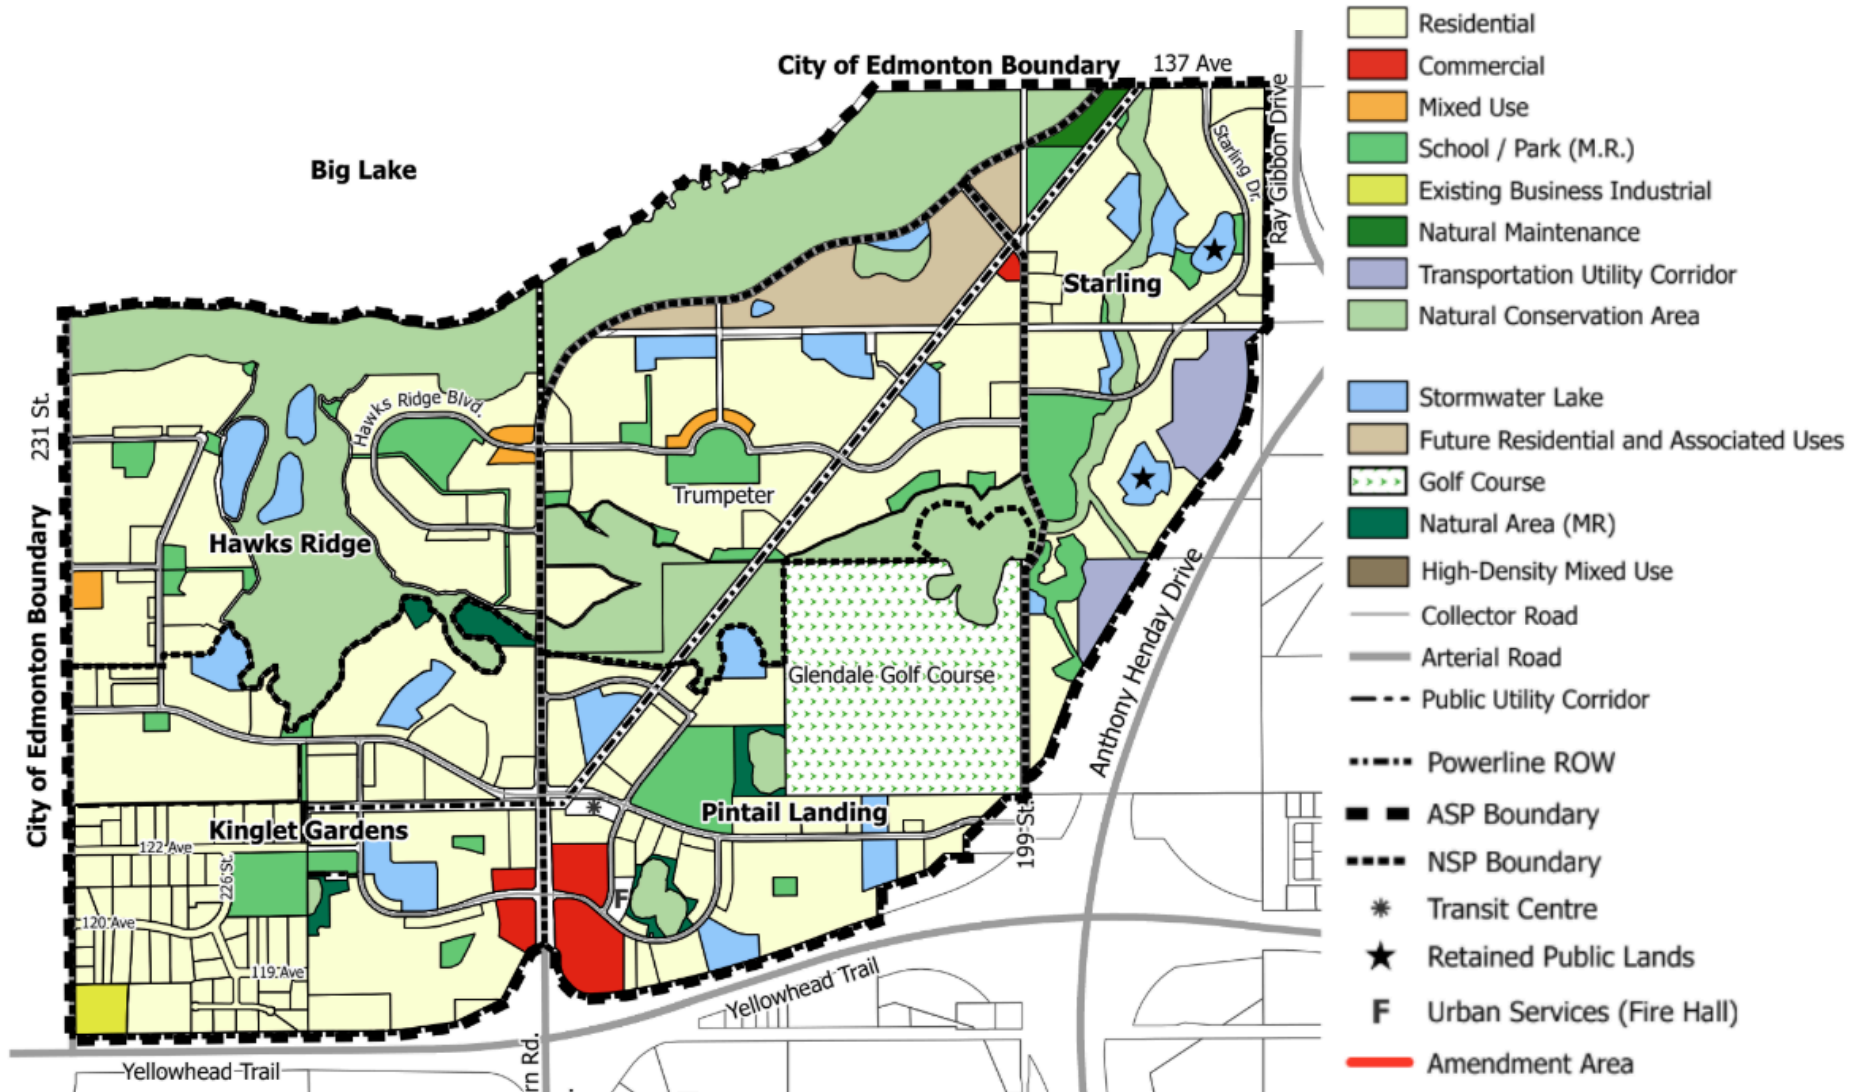 City of Edmonton Boundary
137 Ave
Ray Gibbon Drive
Starling Dr.
Big Lake
Starling
231 St.
Hawks Ridge Blvd.
Trumpeter
Hawks Ridge
City of Edmonton Boundary
Glendale Golf Course
Anthony Henday Drive
Pintail Landing
Kinglet Gardens
199 St.
122 Ave
226 St.
F
120 Ave
119 Ave
Yellowhead Trail
Yellowhead Trail
rn Rd.
Residential
Commercial
Mixed Use
School / Park (M.R.)
Existing Business Industrial
Natural Maintenance
Transportation Utility Corridor
Natural Conservation Area
Stormwater Lake
Future Residential and Associated Uses
Golf Course
Natural Area (MR)
High-Density Mixed Use
Collector Road
Arterial Road
Public Utility Corridor
Powerline ROW
ASP Boundary
NSP Boundary
Transit Centre
Retained Public Lands
F Urban Services (Fire Hall)
Amendment Area